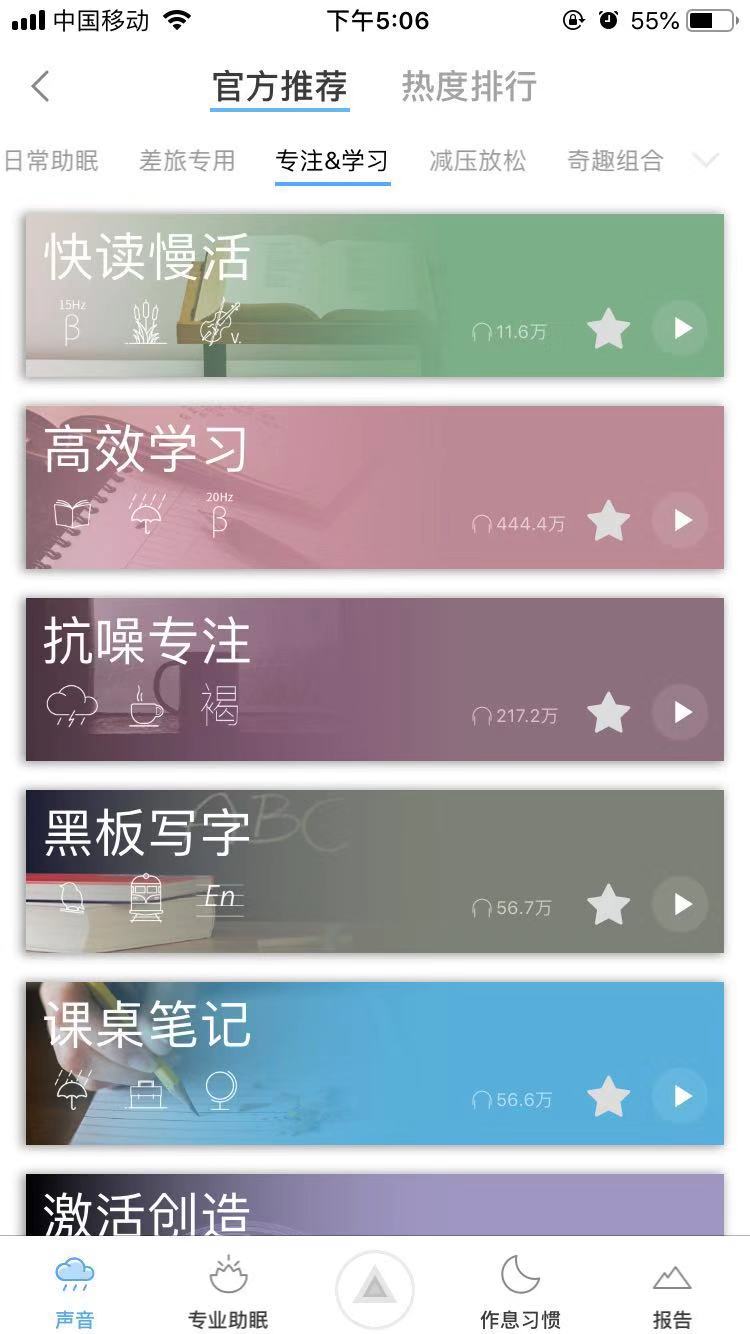 中国移动 下午5:06 55%
官方推荐 热度排行
日常助眠 差旅专用 专注&学习 减压放松 奇趣组合
快读慢活
15Hz
β V.
11.6万
高效学习
20Hz
β
444.4万
抗噪专注
褐
217.2万
ABC
黑板写字
En
56.7万
课桌笔记
56.6万
激活创造
声音 专业助眠 作息习惯 报告